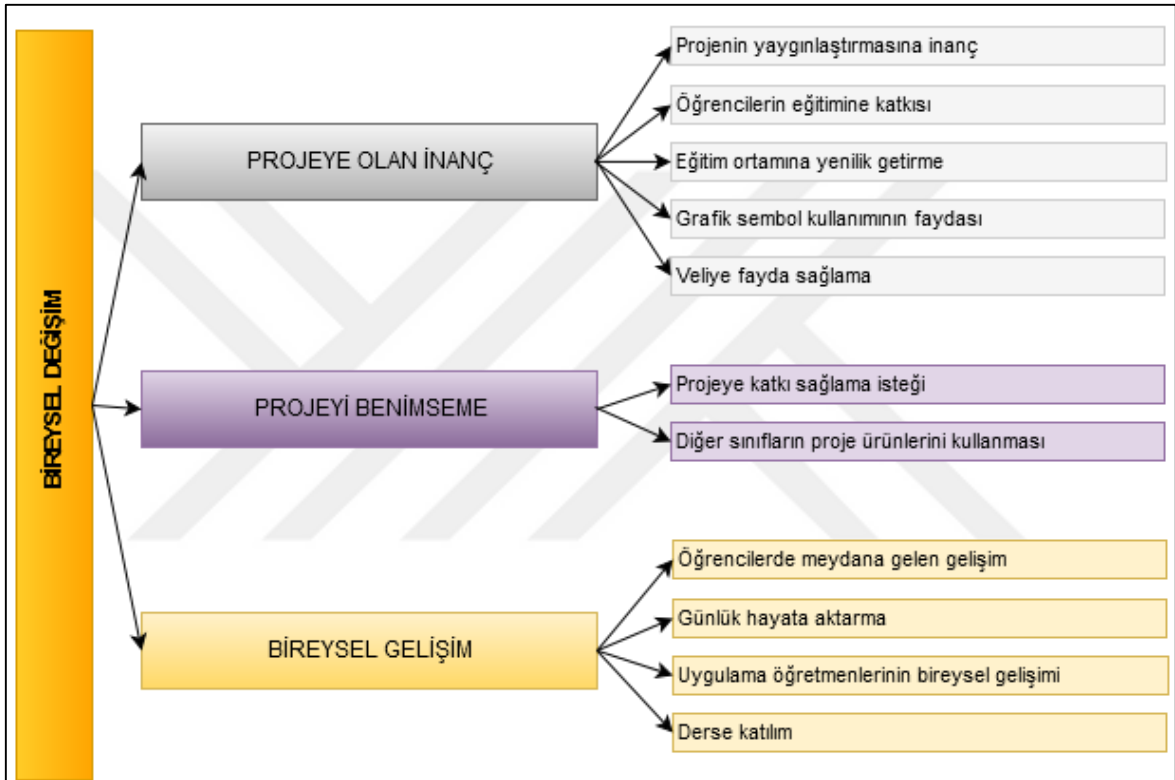 BİREYSEL DEĞİŞİM
PROJEYE OLAN İNANÇ
Projenin yaygınlaştırmasına inanç
Öğrencilerin eğitimine katkısı
Eğitim ortamına yenilik getirme
Grafik sembol kullanımının faydası
Veliye fayda sağlama
PROJEYİ BENİMSEME
Projeye katkı sağlama isteği
Diğer sınıfların proje ürünlerini kullanması
BİREYSEL GELİŞİM
Öğrencilerde meydana gelen gelişim
Günlük hayata aktarma
Uygulama öğretmenlerinin bireysel gelişimi
Derse katılım